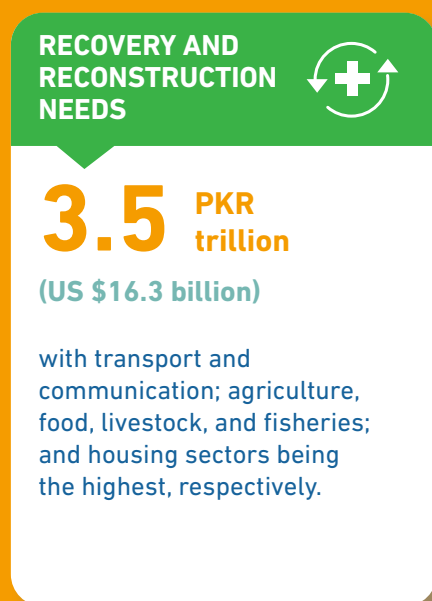 RECOVERY AND
RECONSTRUCTION
NEEDS
3.5 PKR
trillion
(US $16.3 billion)
with transport and
communication; agriculture,
food, livestock, and fisheries;
and housing sectors being
the highest, respectively.